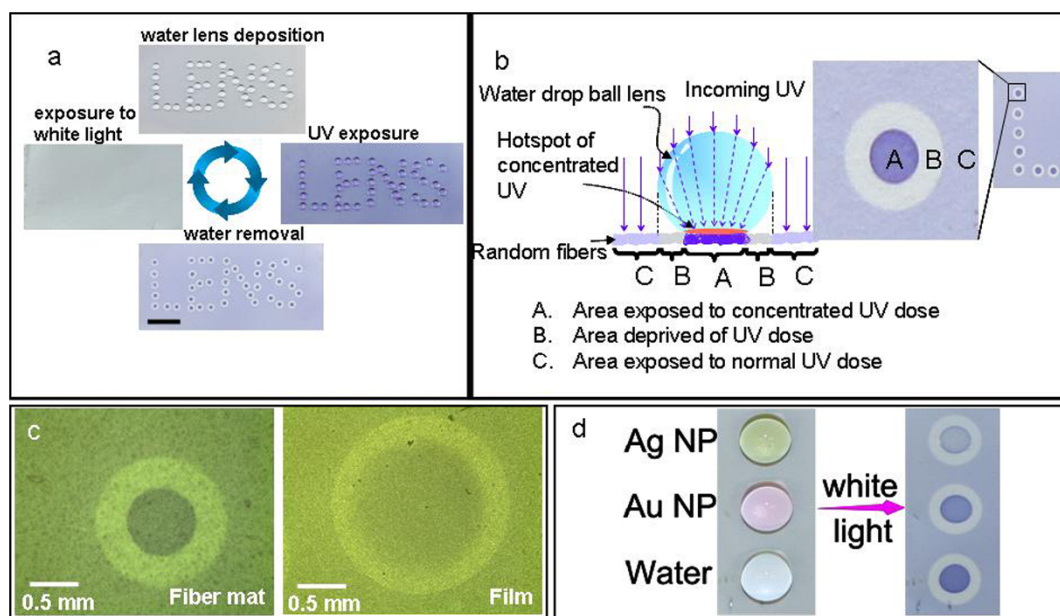 a
water lens deposition
exposure to
white light
UV exposure
water removal
b
Water drop ball lens
Incoming UV
Hotspot of
concentrated
UV
Random fibers
C B A B C
A B C
A. Area exposed to concentrated UV dose
B. Area deprived of UV dose
C. Area exposed to normal UV dose
c
0.5 mm
Fiber mat
0.5 mm
Film
d
Ag NP
Au NP
Water
white
light